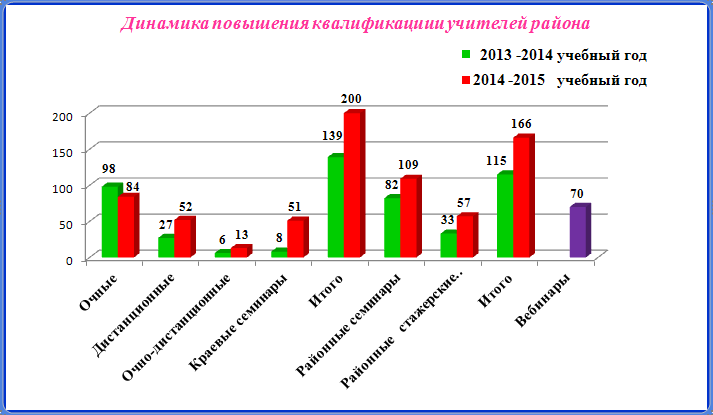 Динамика повышения квалификациии учителей района
2013 -2014 учебный год
2014 -2015 учебный год
200
150
100
50
0
98
84
27
52
6
13
8
51
139
200
82
109
33
57
115
166
70
Очные
Дистанционные
Очно-дистанционные
Краевые семинары
Итого
Районные семинары
Районные стажерские..
Итого
Вебинары